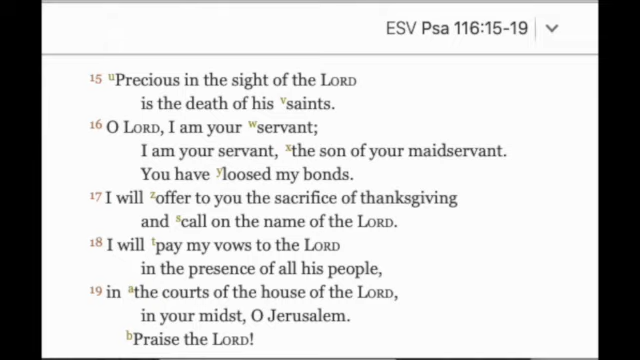 ESV Psa 116:15-19
15 uPrecious in the sight of the LORD
is the death of his vsaints.
16 O LORD, I am your wservant;
I am your servant, xthe son of your maidservant.
You have yloosed my bonds.
17 I will zoffer to you the sacrifice of thanksgiving
and scall on the name of the LORD.
18 I will tpay my vows to the LORD
in the presence of all his people,
19 in athe courts of the house of the LORD,
in your midst, O Jerusalem.
bPraise the LORD!